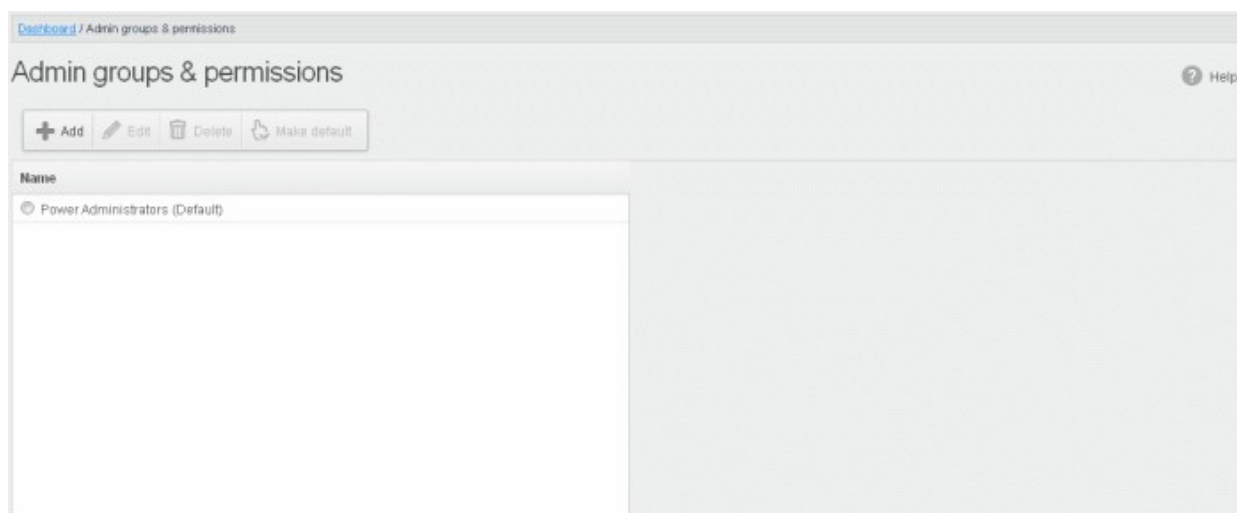 Dashboard / Admin groups & permissions
Admin groups & permissions
Help
Add Edit Delete Make default
Name
Power Administrators (Default)